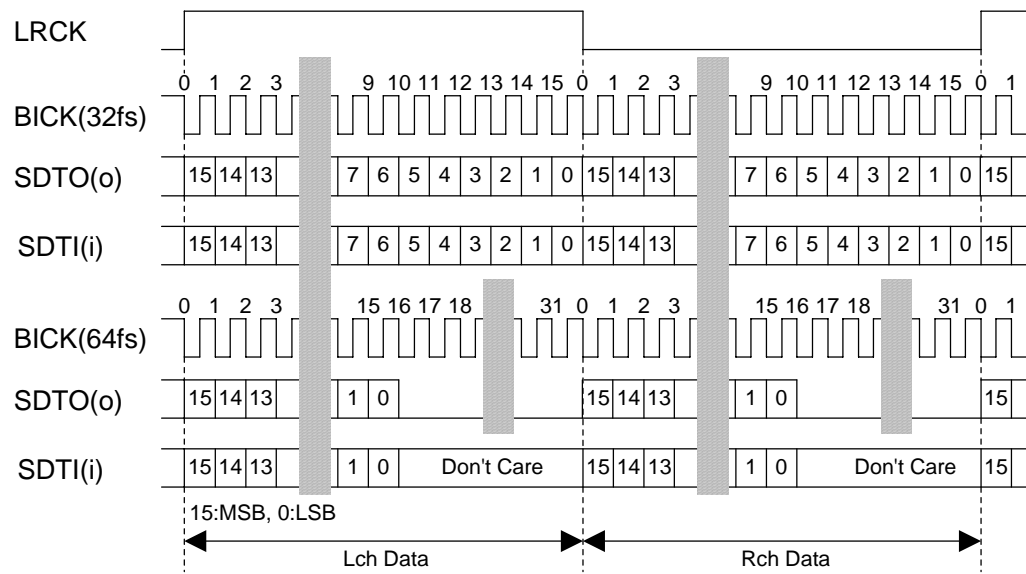 LRCK
0 1 2 3 9 10 11 12 13 14 15 0 1 2 3 9 10 11 12 13 14 15 0 1
BICK(32fs)
SDTO(o) 15 14 13 7 6 5 4 3 2 1 0 15 14 13 7 6 5 4 3 2 1 0 15
SDTI(i) 15 14 13 7 6 5 4 3 2 1 0 15 14 13 7 6 5 4 3 2 1 0 15
0 1 2 3 15 16 17 18 31 0 1 2 3 15 16 17 18 31 0 1
BICK(64fs)
SDTO(o) 15 14 13 1 0 15 14 13 1 0 15
SDTI(i) 15 14 13 1 0 Don't Care 15 14 13 1 0 Don't Care 15
15:MSB, 0:LSB
Lch Data Rch Data